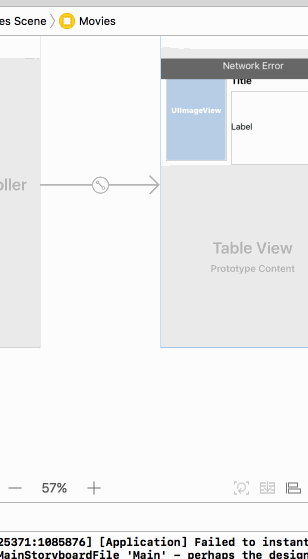 es Scene Movies
Network Error
Title
UIImageView
Label
oller
Table View
Prototype Content
57%
25371:1085876] [Application] Failed to instant
MainStoryboardFile 'Main' - perhaps the desig